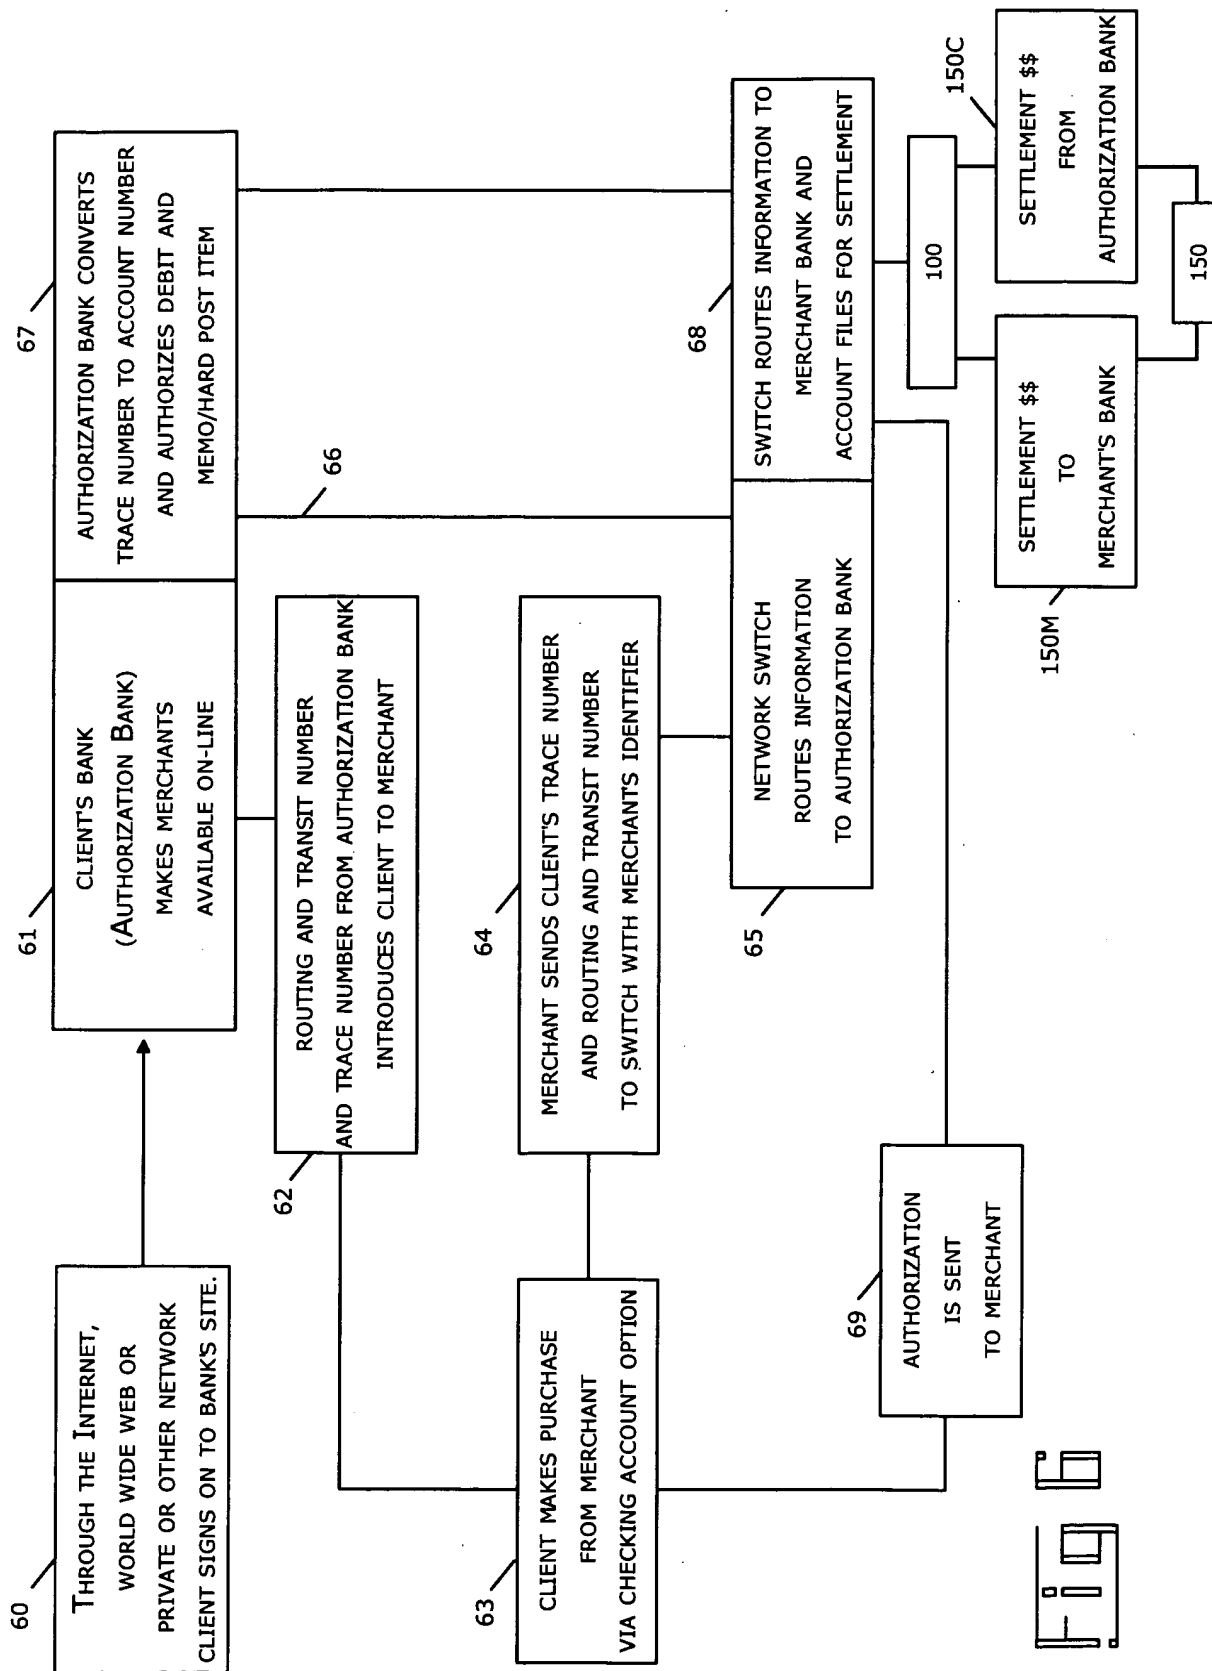 60
THROUGH THE INTERNET,
WORLD WIDE WEB OR
PRIVATE OR OTHER NETWORK
CLIENT SIGNS ON TO BANK'S SITE.
61
CLIENT'S BANK
(AUTHORIZATION BANK)
MAKES MERCHANTS
AVAILABLE ON-LINE
67
AUTHORIZATION BANK CONVERTS
TRACE NUMBER TO ACCOUNT NUMBER
AND AUTHORIZES DEBIT AND
MEMO/HARD POST ITEM
62
ROUTING AND TRANSIT NUMBER
AND TRACE NUMBER FROM AUTHORIZATION BANK
INTRODUCES CLIENT TO MERCHANT
66
63
CLIENT MAKES PURCHASE
FROM MERCHANT
VIA CHECKING ACCOUNT OPTION
64
MERCHANT SENDS CLIENT'S TRACE NUMBER
AND ROUTING AND TRANSIT NUMBER
TO SWITCH WITH MERCHANT'S IDENTIFIER
65
NETWORK SWITCH
ROUTES INFORMATION
TO AUTHORIZATION BANK
68
SWITCH ROUTES INFORMATION TO
MERCHANT BANK AND
ACCOUNT FILES FOR SETTLEMENT
69
AUTHORIZATION
IS SENT
TO MERCHANT
100
150M
SETTLEMENT $$
TO
MERCHANT'S BANK
150C
SETTLEMENT $$
FROM
AUTHORIZATION BANK
150
Fig 6